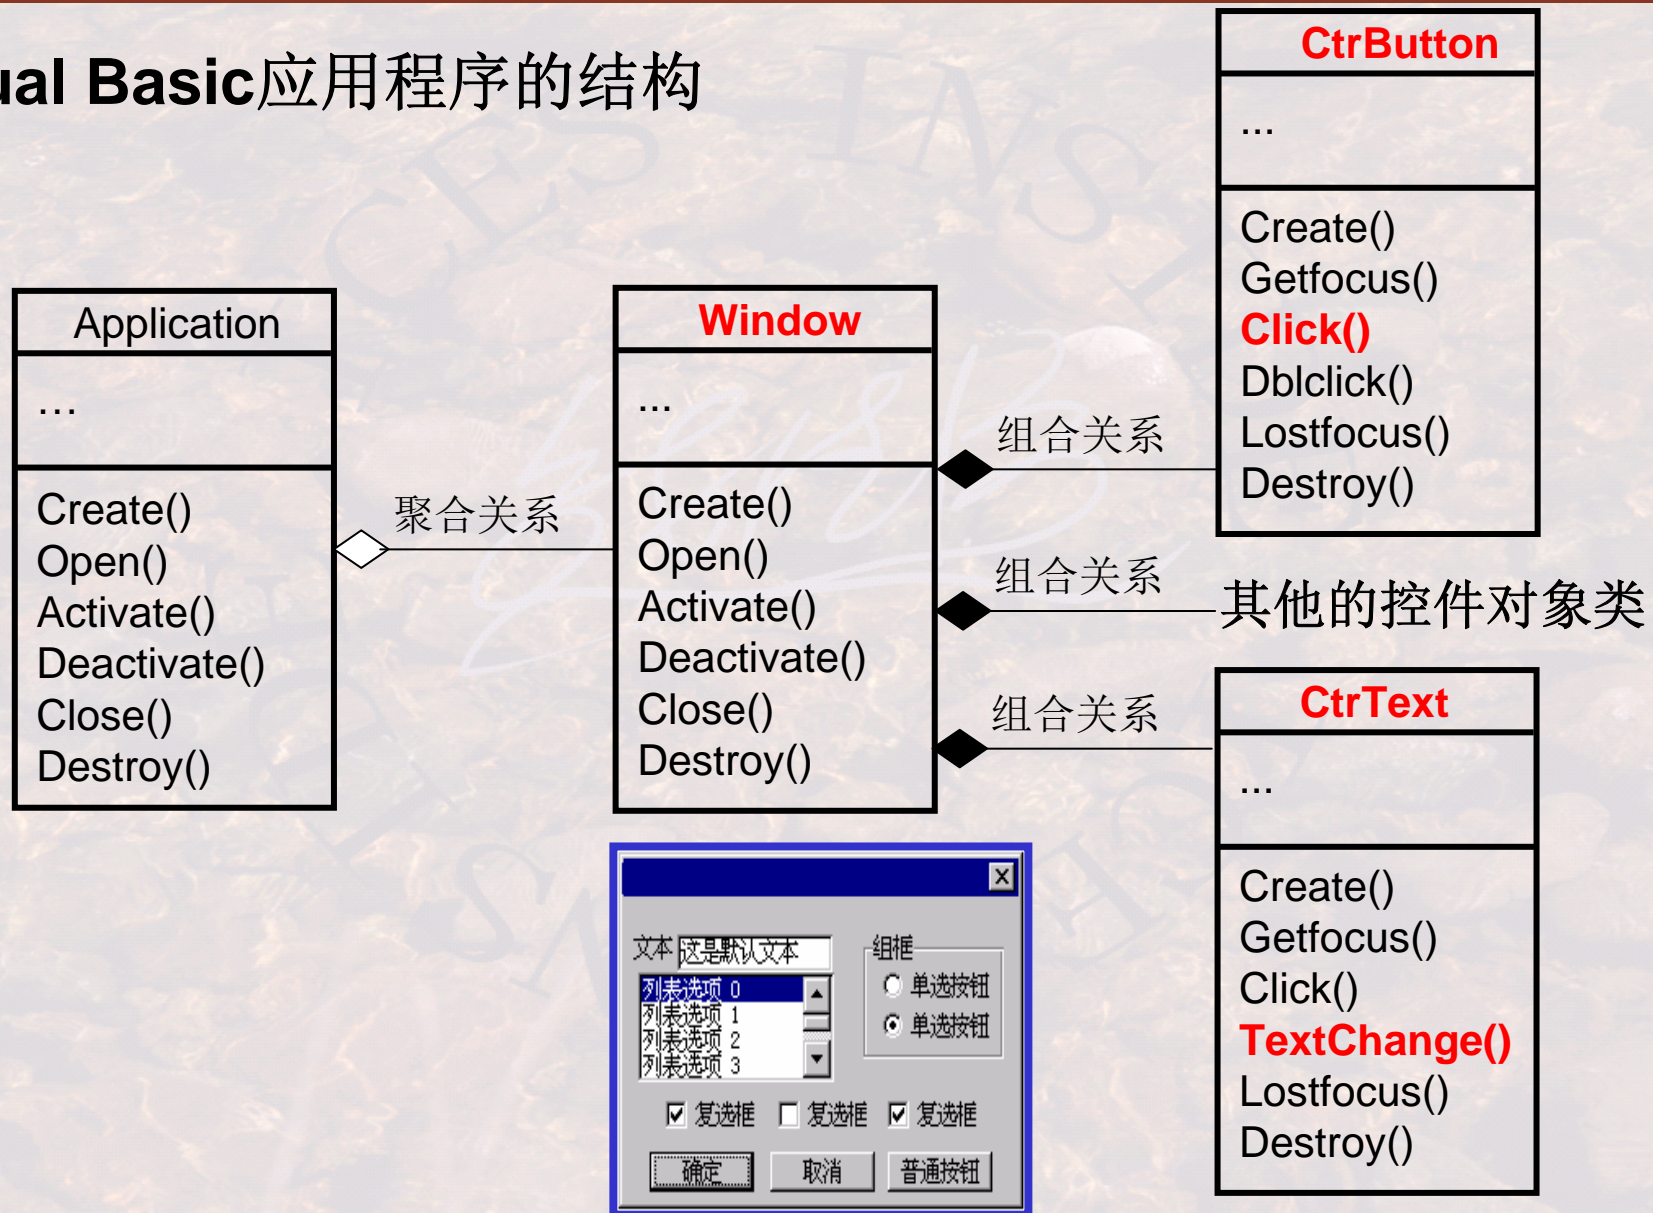 ual Basic应用程序的结构
CtrButton
...
Create()
Getfocus()
Click()
Dblclick()
Lostfocus()
Destroy()
Application
…
Create()
Open()
Activate()
Deactivate()
Close()
Destroy()
聚合关系
Window
...
Create()
Open()
Activate()
Deactivate()
Close()
Destroy()
组合关系
组合关系
其他的控件对象类
组合关系
CtrText
...
Create()
Getfocus()
Click()
TextChange()
Lostfocus()
Destroy()
文本 这是默认文本
列表选项 0
列表选项 1
列表选项 2
列表选项 3
组框
单选按钮
单选按钮
复选框 复选框 复选框
确定 取消 普通按钮